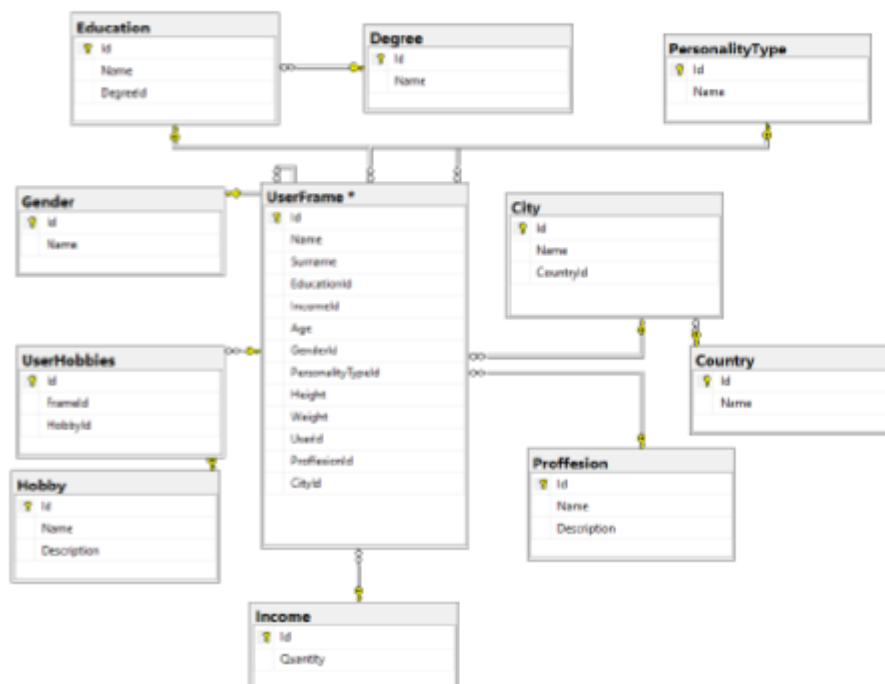 Education
Id
Name
DegreeId
Degree
Id
Name
PersonalityType
Id
Name
Gender
Id
Name
UserFrame *
Id
Name
Surname
EducationId
IncomeId
Age
GenderId
PersonalityTypeId
Height
Weight
UserId
ProffesionId
CityId
City
Id
Name
CountryId
UserHobbies
Id
FrameId
HobbyId
Country
Id
Name
Hobby
Id
Name
Description
Proffesion
Id
Name
Description
Income
Id
Quantity